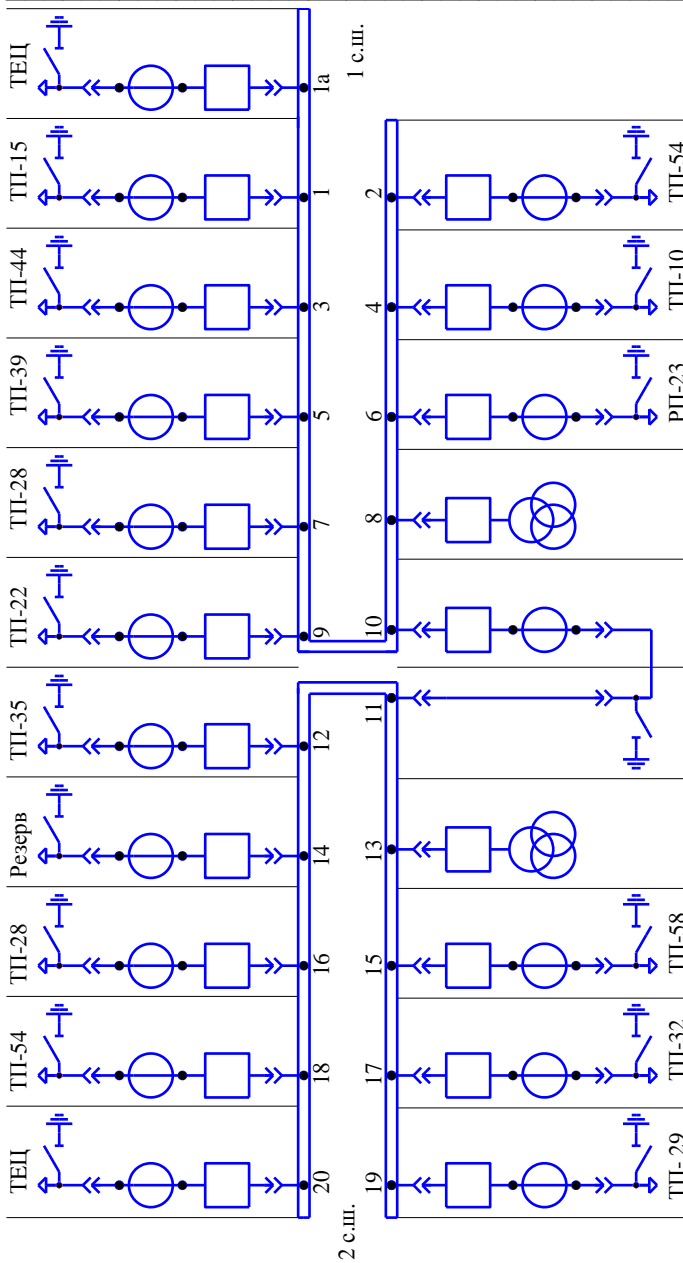 ТЕЦ
ТП-54
ТП-28
Резерв
ТП-35
ТП-22
ТП-28
ТП-39
ТП-44
ТП-15
ТЕЦ
20
18
16
14
12
9
7
5
3
1
1а
2 с.ш.
1 с.ш.
19
17
15
13
11
10
8
6
4
2
ТП- 29
ТП-32
ТП-58
РП-23
ТП-10
ТП-54